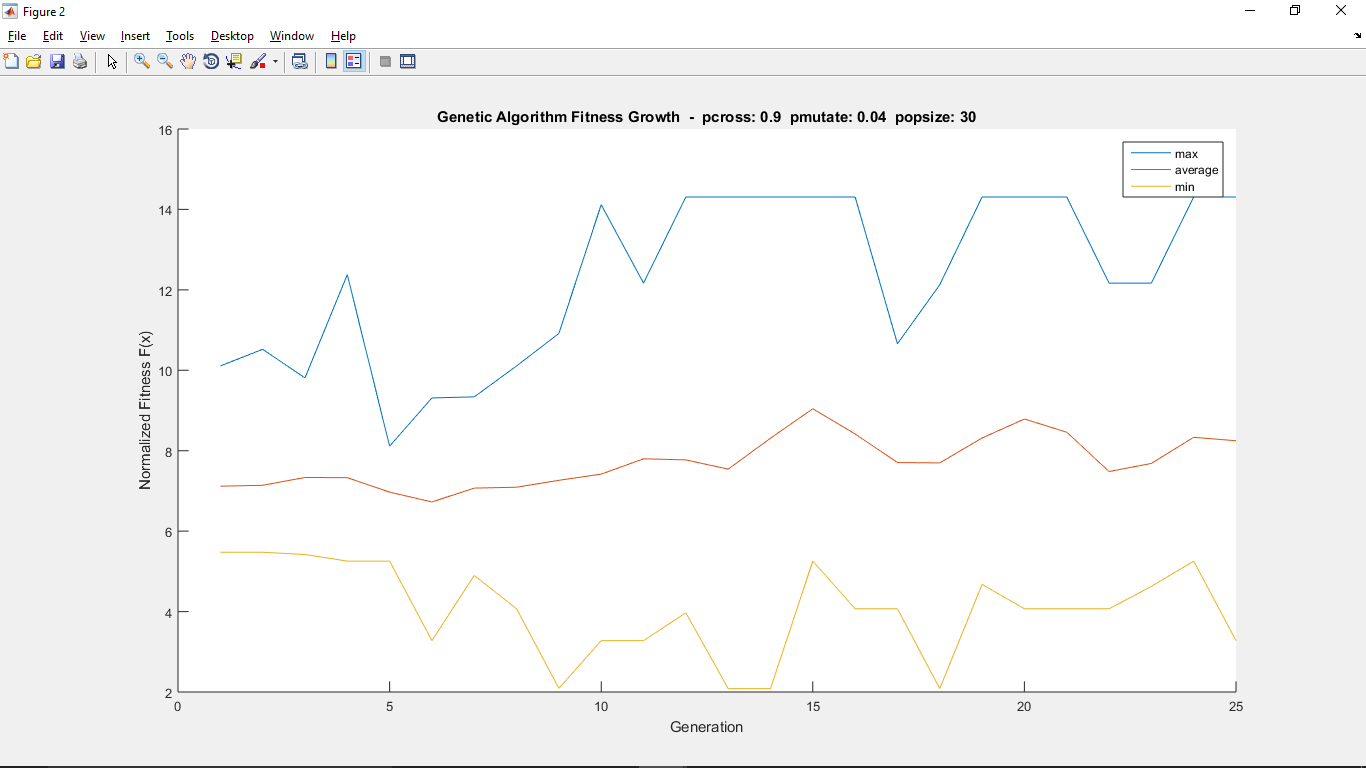 Figure 2
File Edit View Insert Tools Desktop Window Help
Genetic Algorithm Fitness Growth - pcross: 0.9 pmutate: 0.04 popsize: 30
max
average
min
16
14
12
10
8
6
4
2
Normalized Fitness F(x)
0 5 10 15 20 25
Generation